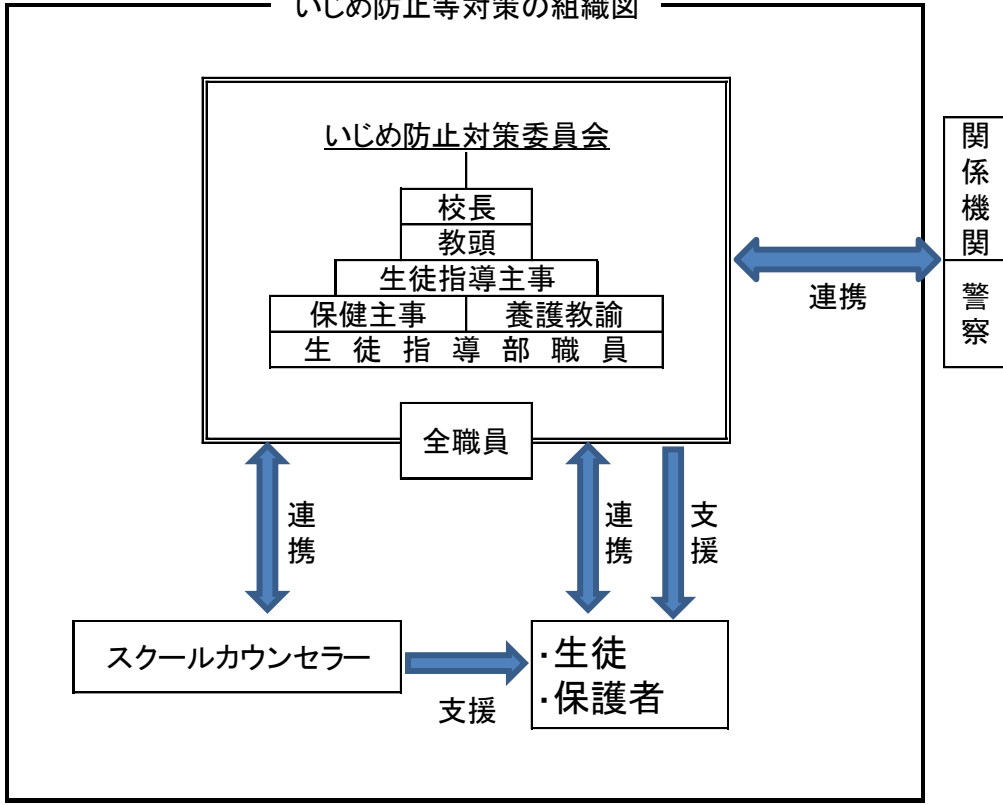 いじめ防止等対策の組織図
いじめ防止対策委員会
校長
教頭
生徒指導主事
保健主事
養護教諭
生徒指導部職員
全職員
連携
関係機関
警察
連携
連携
支援
スクールカウンセラー
支援
・生徒
・保護者